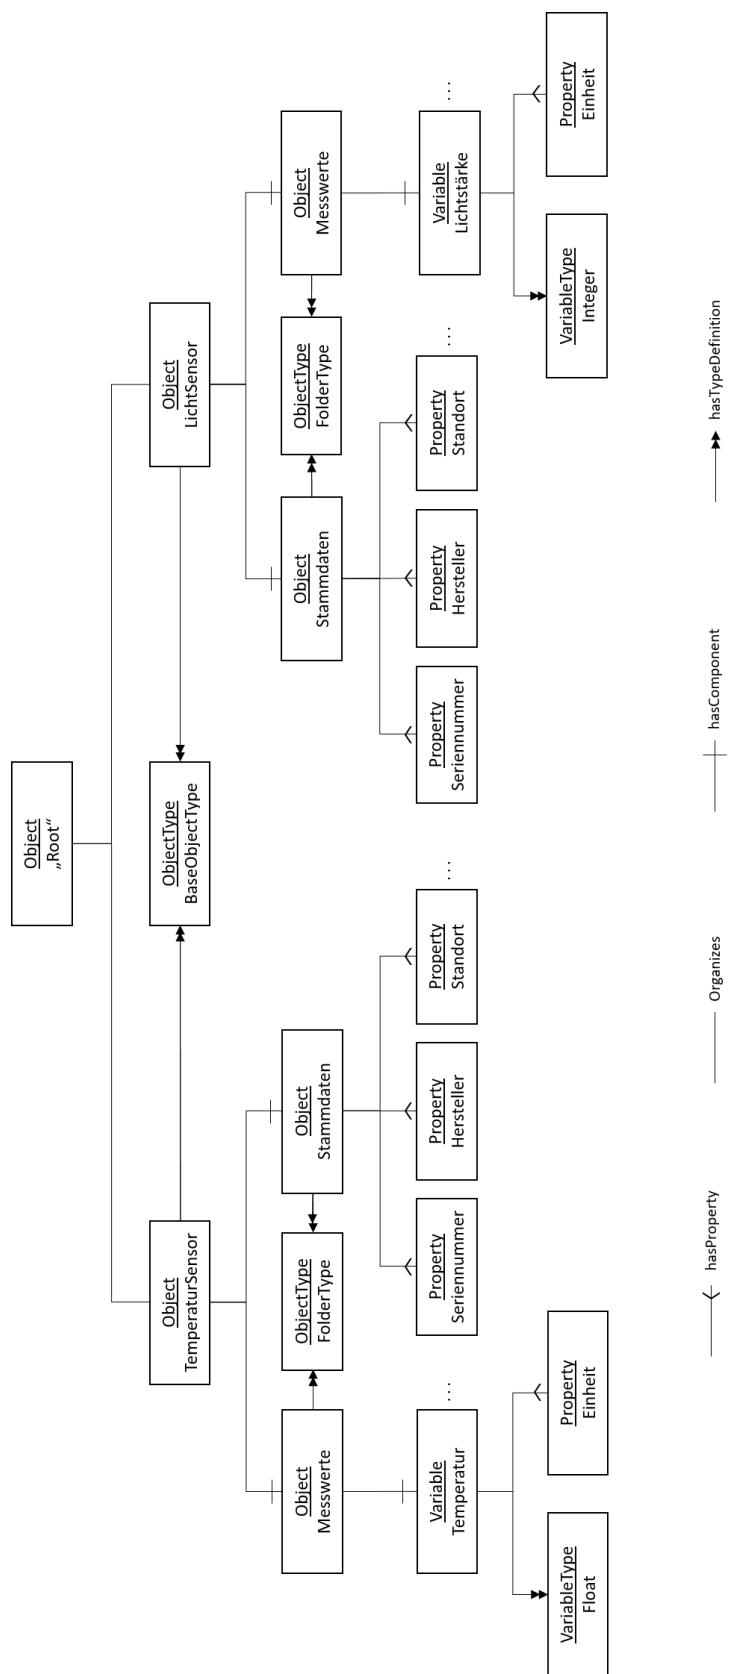 Object
„Root“
Object
TemperaturSensor
ObjectType
BaseObjectType
Object
LichtSensor
Object
Messwerte
ObjectType
FolderType
Object
Stammdaten
Object
Stammdaten
ObjectType
FolderType
Object
Messwerte
Variable
Temperatur
...
Property
Seriennummer
Property
Hersteller
Property
Standort
...
Property
Seriennummer
Property
Hersteller
Property
Standort
...
Variable
Lichtstärke
...
VariableType
Float
Property
Einheit
VariableType
Integer
Property
Einheit
hasProperty
Organizes
hasComponent
hasTypeDefinition